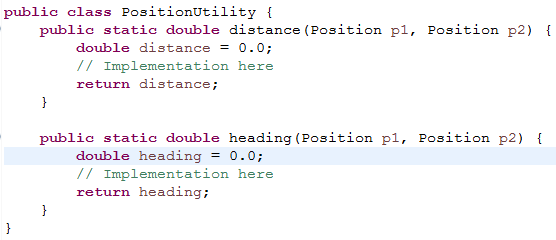 public class PositionUtility {
    public static double distance(Position p1, Position p2) {
        double distance = 0.0;
        // Implementation here
        return distance;
    }

    public static double heading(Position p1, Position p2) {
        double heading = 0.0;
        // Implementation here
        return heading;
    }
}